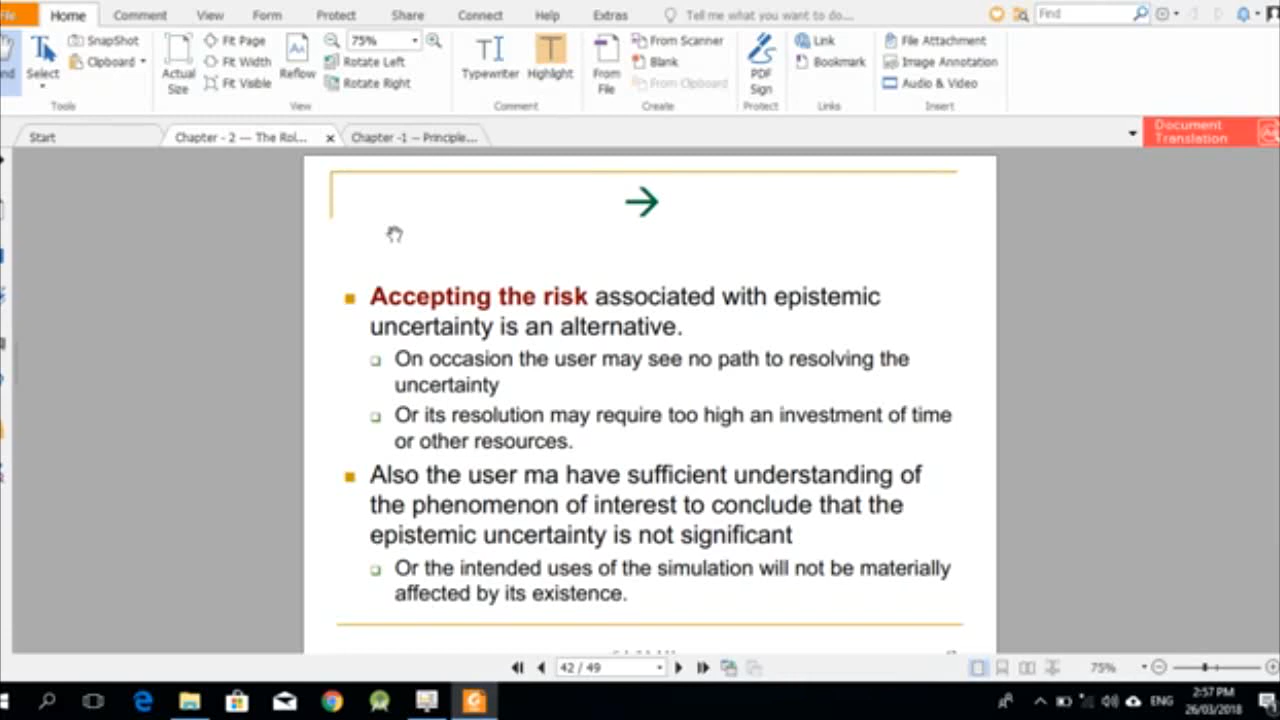 File Home Comment View Form Protect Share Connect Help Extras Tell me what you want to do... Find
SnapShot Fit Page 75% From Scanner Link File Attachment
Select Clipboard Actual Size Fit Width Reflow Rotate Left Typewriter Highlight From File Blank PDF Sign Bookmark Image Annotation
Fit Visible Rotate Right From Clipboard Audio & Video
Tools View Comment Create Protect Links Insert
Start Chapter - 2 --- The Rol... Chapter -1 -- Principle... Document Translation
Accepting the risk associated with epistemic
uncertainty is an alternative.
On occasion the user may see no path to resolving the
uncertainty
Or its resolution may require too high an investment of time
or other resources.
Also the user ma have sufficient understanding of
the phenomenon of interest to conclude that the
epistemic uncertainty is not significant
Or the intended uses of the simulation will not be materially
affected by its existence.
42 / 49 75%
ENG 2:57 PM
26/03/2018